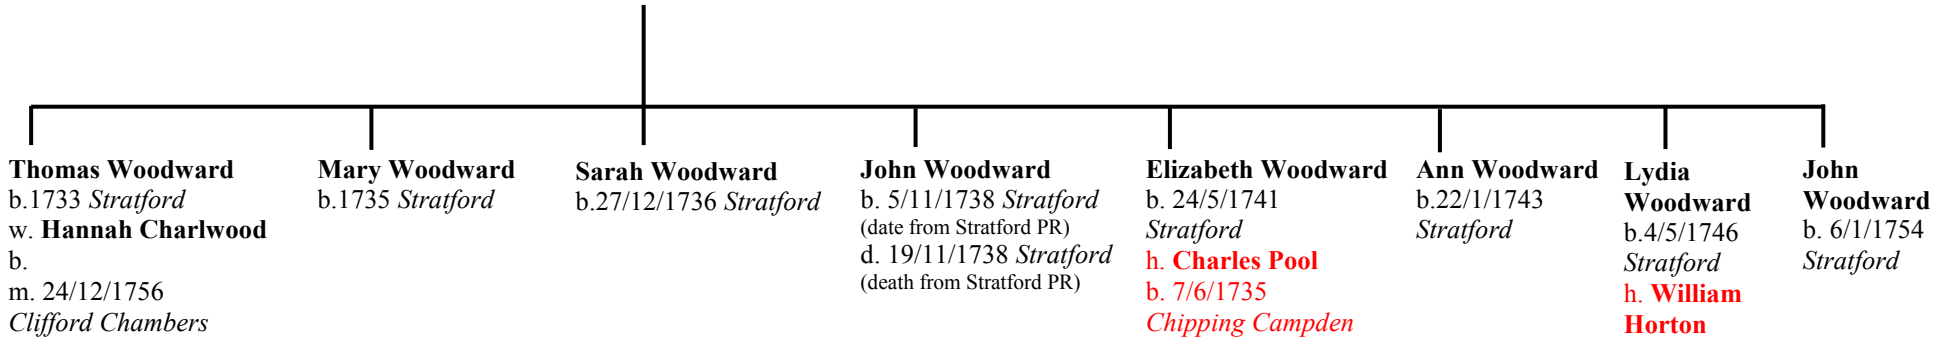 Thomas Woodward
b.1733 Stratford
w. Hannah Charlwood
b.
m. 24/12/1756
Clifford Chambers
Mary Woodward
b.1735 Stratford
Sarah Woodward
b.27/12/1736 Stratford
John Woodward
b. 5/11/1738 Stratford
(date from Stratford PR)
d. 19/11/1738 Stratford
(death from Stratford PR)
Elizabeth Woodward
b. 24/5/1741
Stratford
h. Charles Pool
b. 7/6/1735
Chipping Campden
Ann Woodward
b.22/1/1743
Stratford
Lydia
Woodward
b.4/5/1746
Stratford
h. William
Horton
John
Woodward
b. 6/1/1754
Stratford